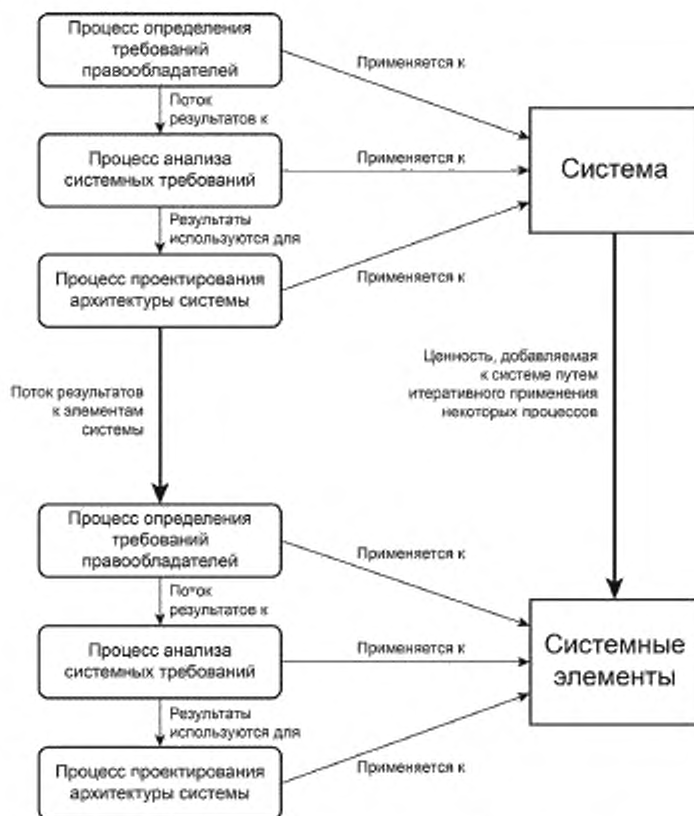 Процесс определения
требований
правообладателей
Применяется к
Поток
результатов к
Процесс анализа
системных требований
Применяется к
Система
Результаты
используются для
Процесс проектирования
архитектуры системы
Применяется к
Поток результатов
к элементам
системы
Ценность, добавляемая
к системе путем
итеративного применения
некоторых процессов
Процесс определения
требований
правообладателей
Применяется к
Поток
результатов к
Процесс анализа
системных требований
Применяется к
Системные
элементы
Результаты
используются для
Процесс проектирования
архитектуры системы
Применяется к